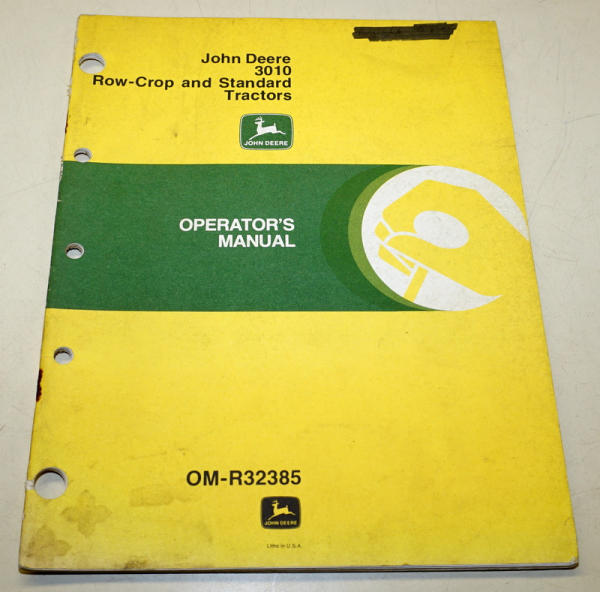 John Deere
3010
Row-Crop and Standard
Tractors
JOHN DEERE
OPERATOR'S
MANUAL
OM-R32385
JOHN DEERE
Litho in U.S.A.